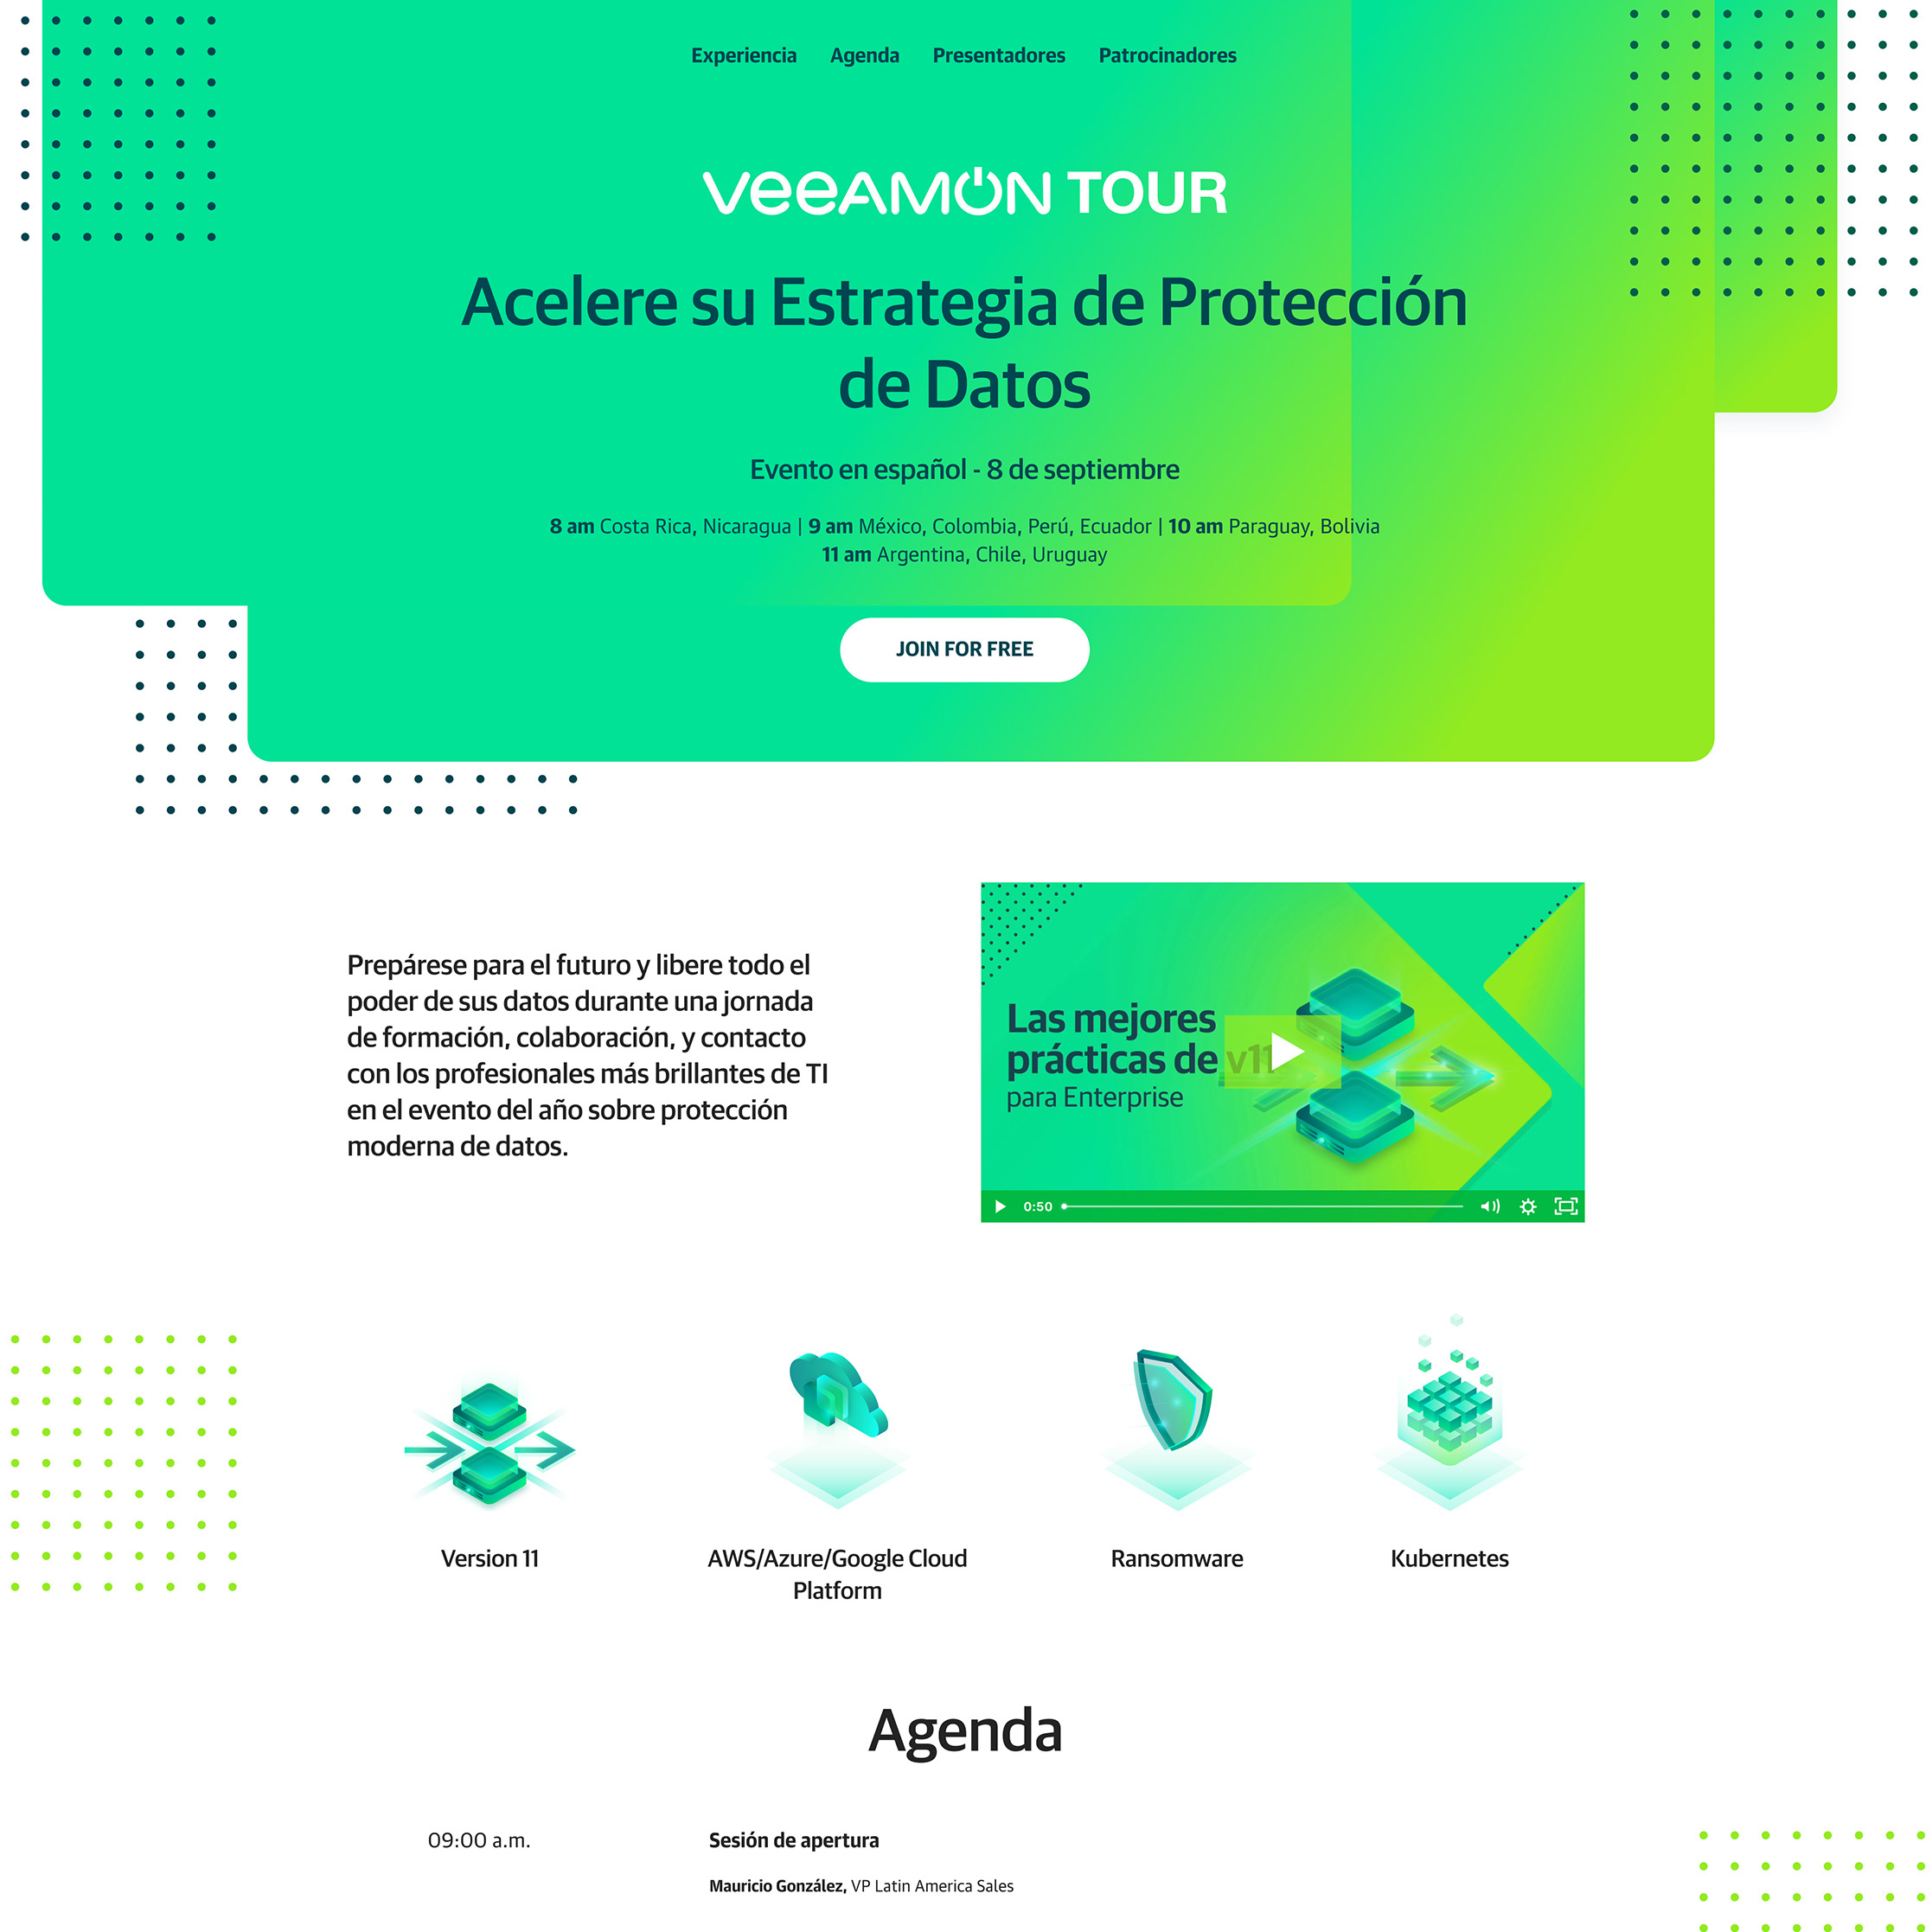 Experiencia Agenda Presentadores Patrocinadores
VEEAMON TOUR
Acelere su Estrategia de Protección
de Datos
Evento en español - 8 de septiembre
8 am Costa Rica, Nicaragua | 9 am México, Colombia, Perú, Ecuador | 10 am Paraguay, Bolivia
11 am Argentina, Chile, Uruguay
JOIN FOR FREE
Prepárese para el futuro y libere todo el
poder de sus datos durante una jornada
de formación, colaboración, y contacto
con los profesionales más brillantes de TI
en el evento del año sobre protección
moderna de datos.
Las mejores
prácticas de v11
para Enterprise
0:50
Version 11
AWS/Azure/Google Cloud
Platform
Ransomware
Kubernetes
Agenda
09:00 a.m.
Sesión de apertura
Mauricio González, VP Latin America Sales